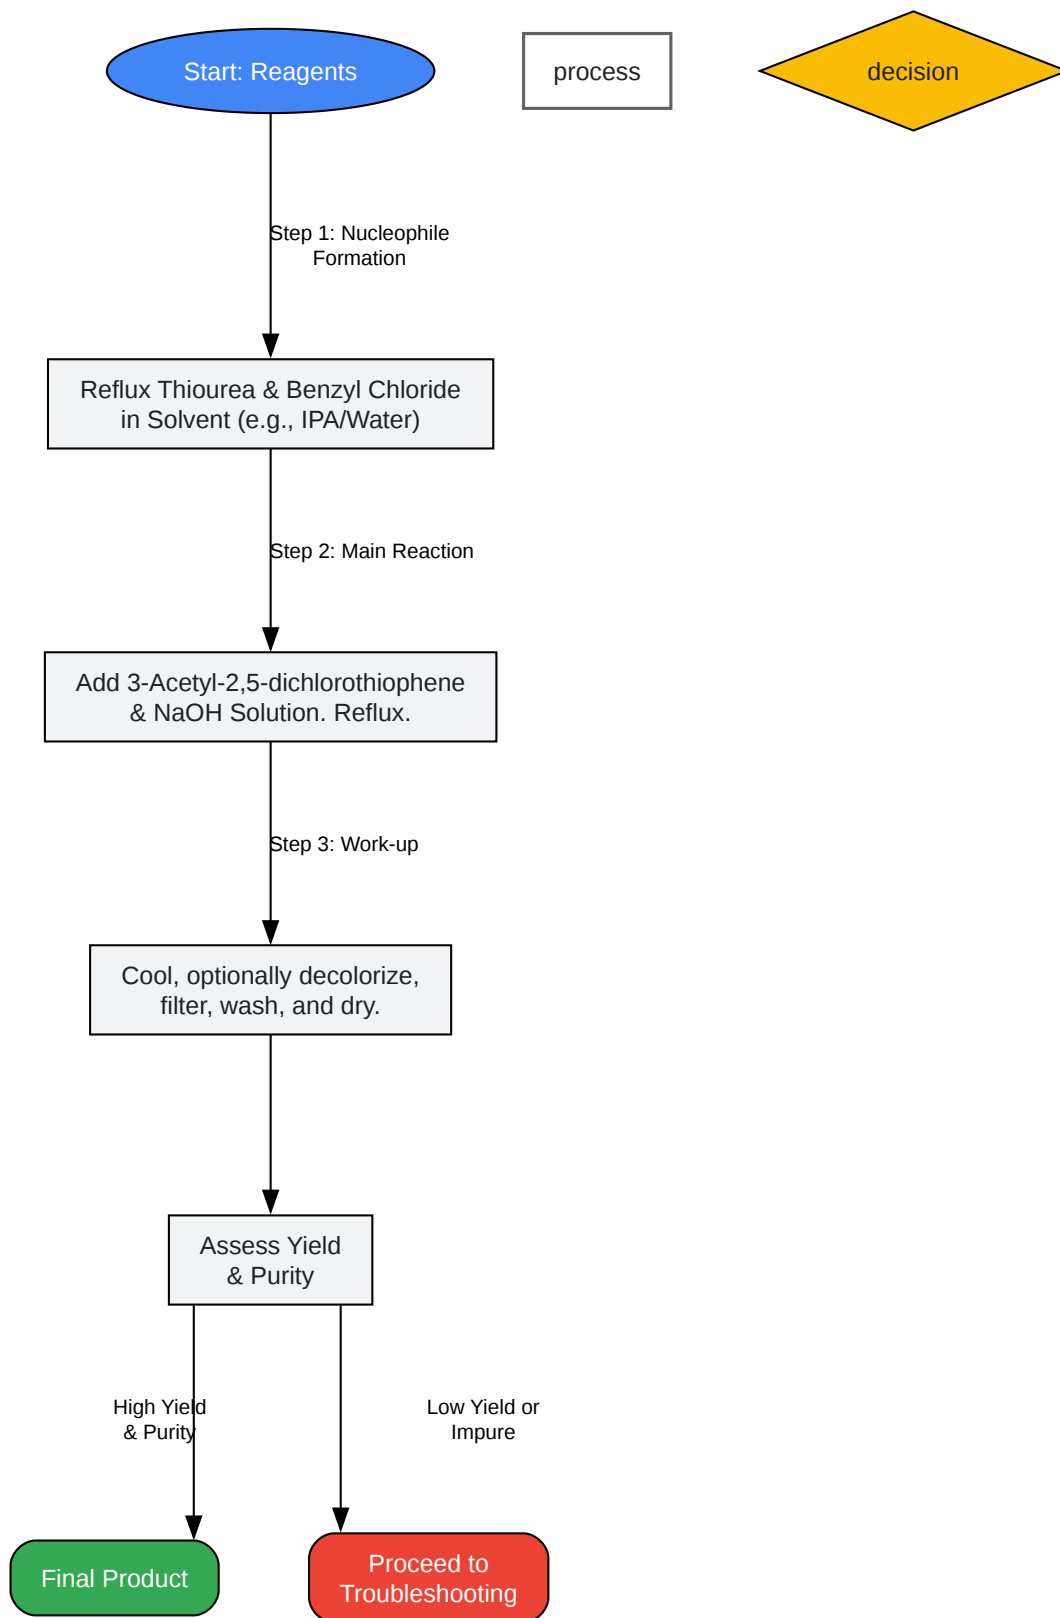 Start: Reagents
process
decision
Step 1: Nucleophile
Formation
Reflux Thiourea & Benzyl Chloride
in Solvent (e.g., IPA/Water)
Step 2: Main Reaction
Add 3-Acetyl-2,5-dichlorothiophene
& NaOH Solution. Reflux.
Step 3: Work-up
Cool, optionally decolorize,
filter, wash, and dry.
Assess Yield
& Purity
High Yield
& Purity
Low Yield or
Impure
Final Product
Proceed to
Troubleshooting